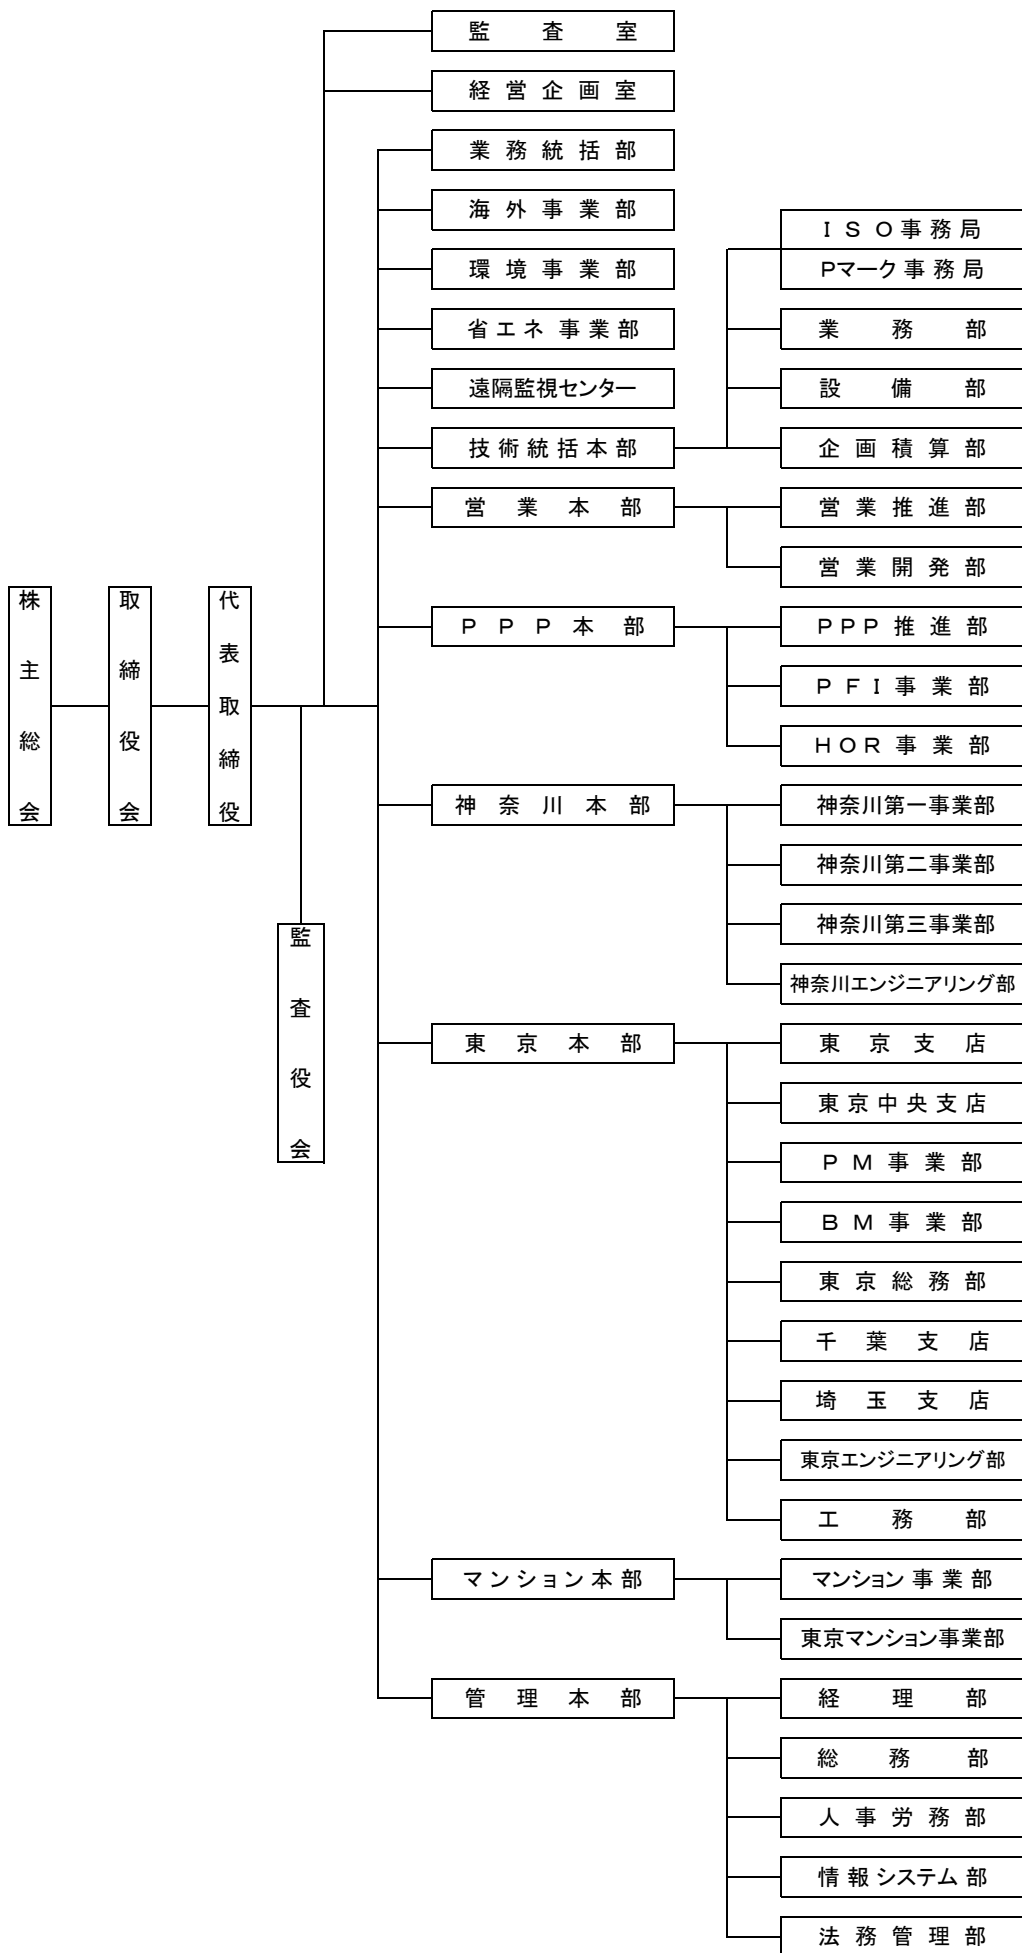 監査室
経営企画室
業務統括部
海外事業部
環境事業部
省エネ事業部
遠隔監視センター
技術統括本部
ISO事務局
Pマーク事務局
業務部
設備部
企画積算部
営業本部
営業推進部
営業開発部
株主総会
取締役会
代表取締役
監査役会
PPP本部
PPP推進部
PFI事業部
HOR事業部
神奈川本部
神奈川第一事業部
神奈川第二事業部
神奈川第三事業部
神奈川エンジニアリング部
東京本部
東京支店
東京中央支店
PM事業部
BM事業部
東京総務部
千葉支店
埼玉支店
東京エンジニアリング部
工務部
マンション本部
マンション事業部
東京マンション事業部
管理本部
経理部
総務部
人事労務部
情報システム部
法務管理部